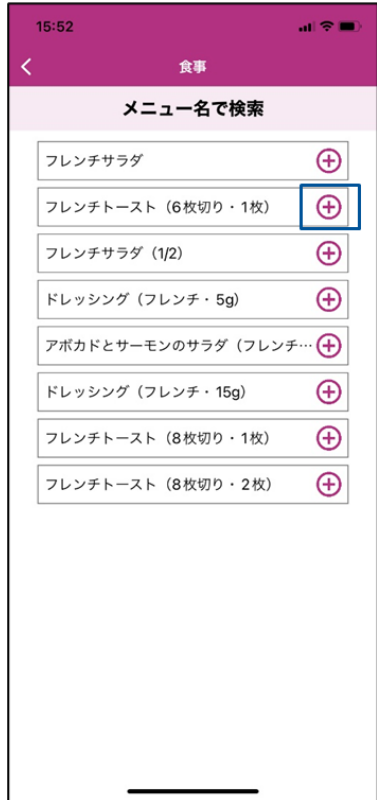 15:52
食事
メニュー名で検索
フレンチサラダ
フレンチトースト（6枚切り・1枚）
フレンチサラダ（1/2）
ドレッシング（フレンチ・5g）
アボカドとサーモンのサラダ（フレンチ…
ドレッシング（フレンチ・15g）
フレンチトースト（8枚切り・1枚）
フレンチトースト（8枚切り・2枚）